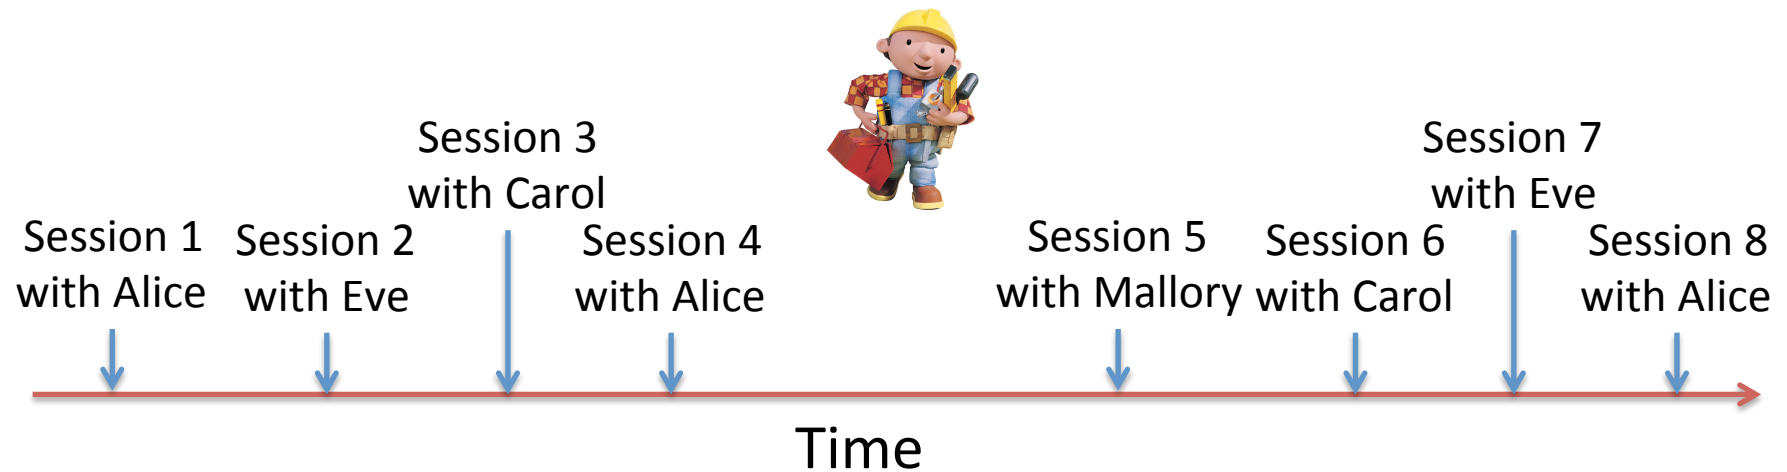 Session 1
with Alice
Session 2
with Eve
Session 3
with Carol
Session 4
with Alice
Session 5
with Mallory
Session 6
with Carol
Session 7
with Eve
Session 8
with Alice
Time